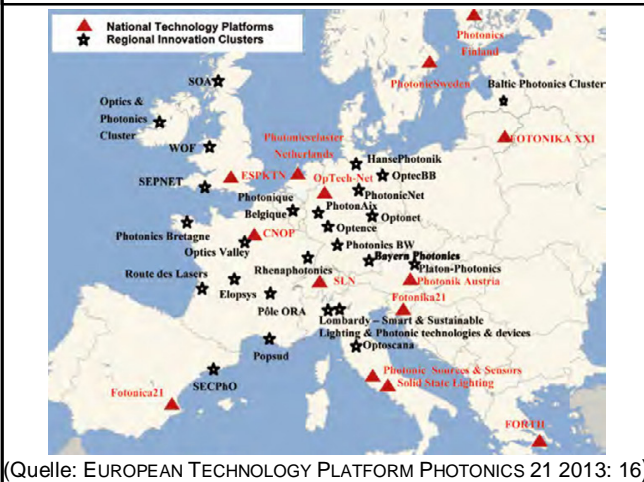 National Technology Platforms
Regional Innovation Clusters
Photonics
Finland
PhotonicSweden
SOA
Baltic Photonics Cluster
Optics &
Photonics
Cluster
FOTONIKA XXI
WOF
Photonicscluster
Netherlands
HansePhotonik
ESPKTN
OpTech-Net
OptecBB
SEPNET
PhotonicNet
Photonique
Belgique
PhotonAix
Optonet
Photonics Bretagne
CNOP
Optence
Optics Valley
Photonics BW
Bayern Photonics
Rhenaphotonics
Platon-Photonics
Route des Lasers
SLN
Photonik Austria
Elopsys
Fotonika21
Pôle ORA
Lombardy – Smart & Sustainable
Lighting & Photonic technologies & devices
Popsud
Optoscana
SECPhO
Photonic Sources & Sensors
Solid State Lighting
Fotonica21
FORTH
(Quelle: EUROPEAN TECHNOLOGY PLATFORM PHOTONICS 21 2013: 16)